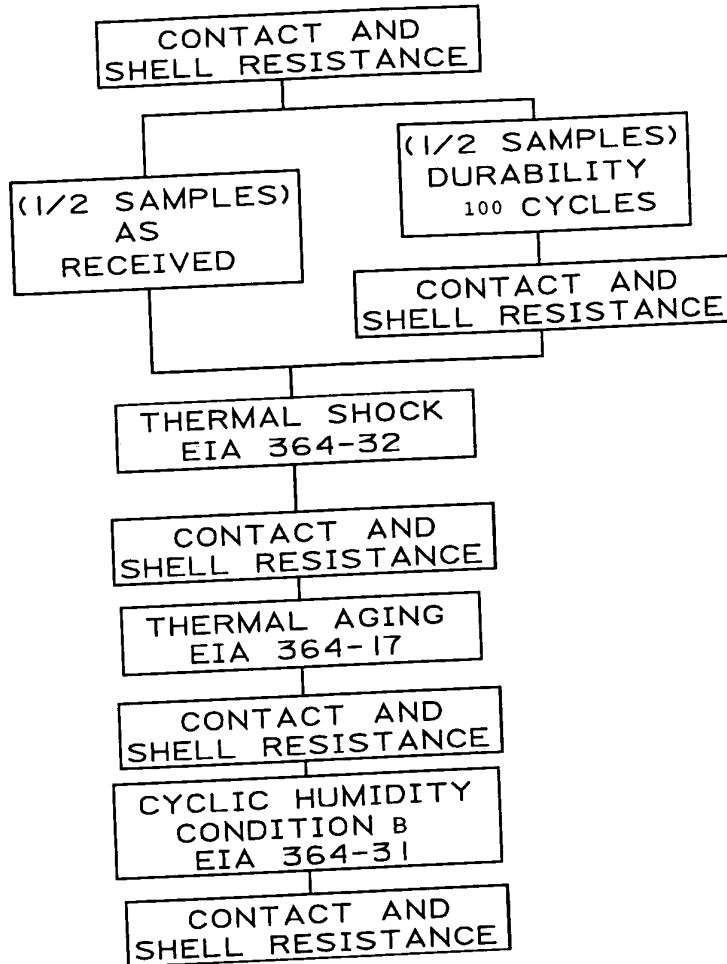 CONTACT AND
SHELL RESISTANCE
(1/2 SAMPLES)
AS
RECEIVED
(1/2 SAMPLES)
DURABILITY
100 CYCLES
CONTACT AND
SHELL RESISTANCE
THERMAL SHOCK
EIA 364-32
CONTACT AND
SHELL RESISTANCE
THERMAL AGING
EIA 364-17
CONTACT AND
SHELL RESISTANCE
CYCLIC HUMIDITY
CONDITION B
EIA 364-31
CONTACT AND
SHELL RESISTANCE